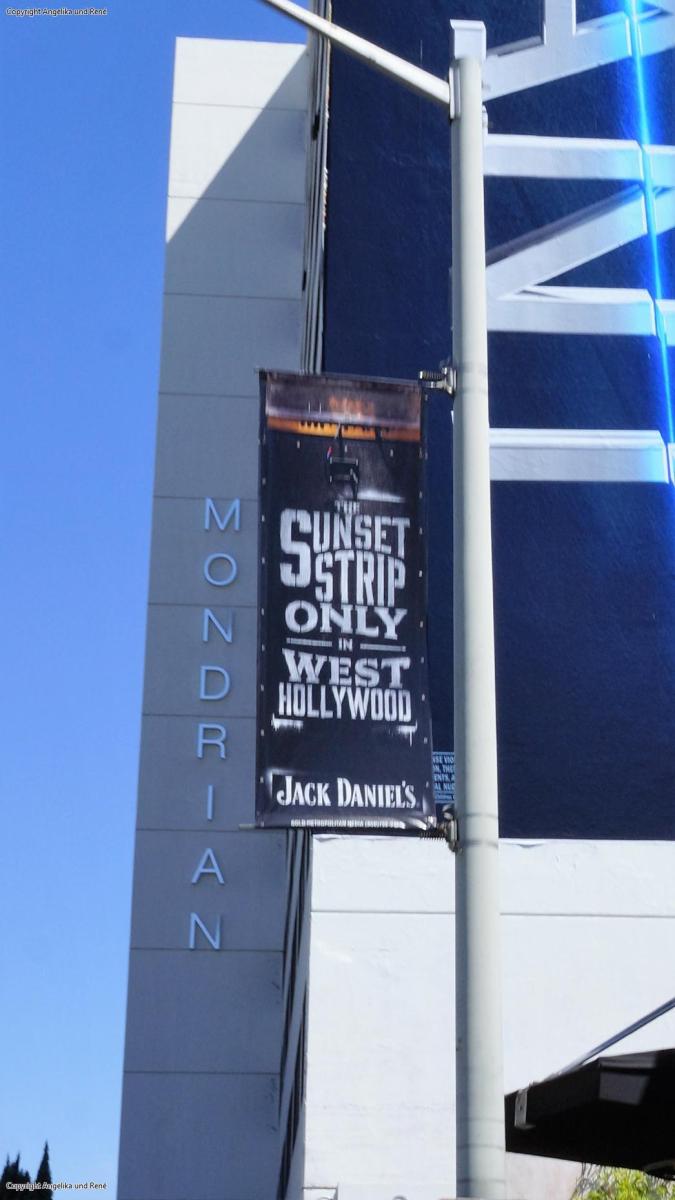 Copyright Angelika und René
MONDRIAN
THE
SUNSET
STRIP
ONLY
IN
WEST
HOLLYWOOD
JACK DANIEL'S
Copyright Angelika und René